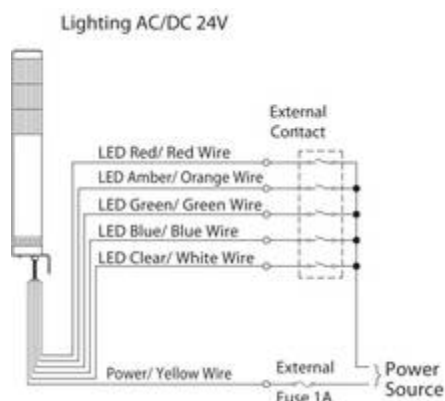 Lighting AC/DC 24V
External
Contact
LED Red/ Red Wire
LED Amber/ Orange Wire
LED Green/ Green Wire
LED Blue/ Blue Wire
LED Clear/ White Wire
Power/ Yellow Wire
External
Fuse 1A
Power
Source